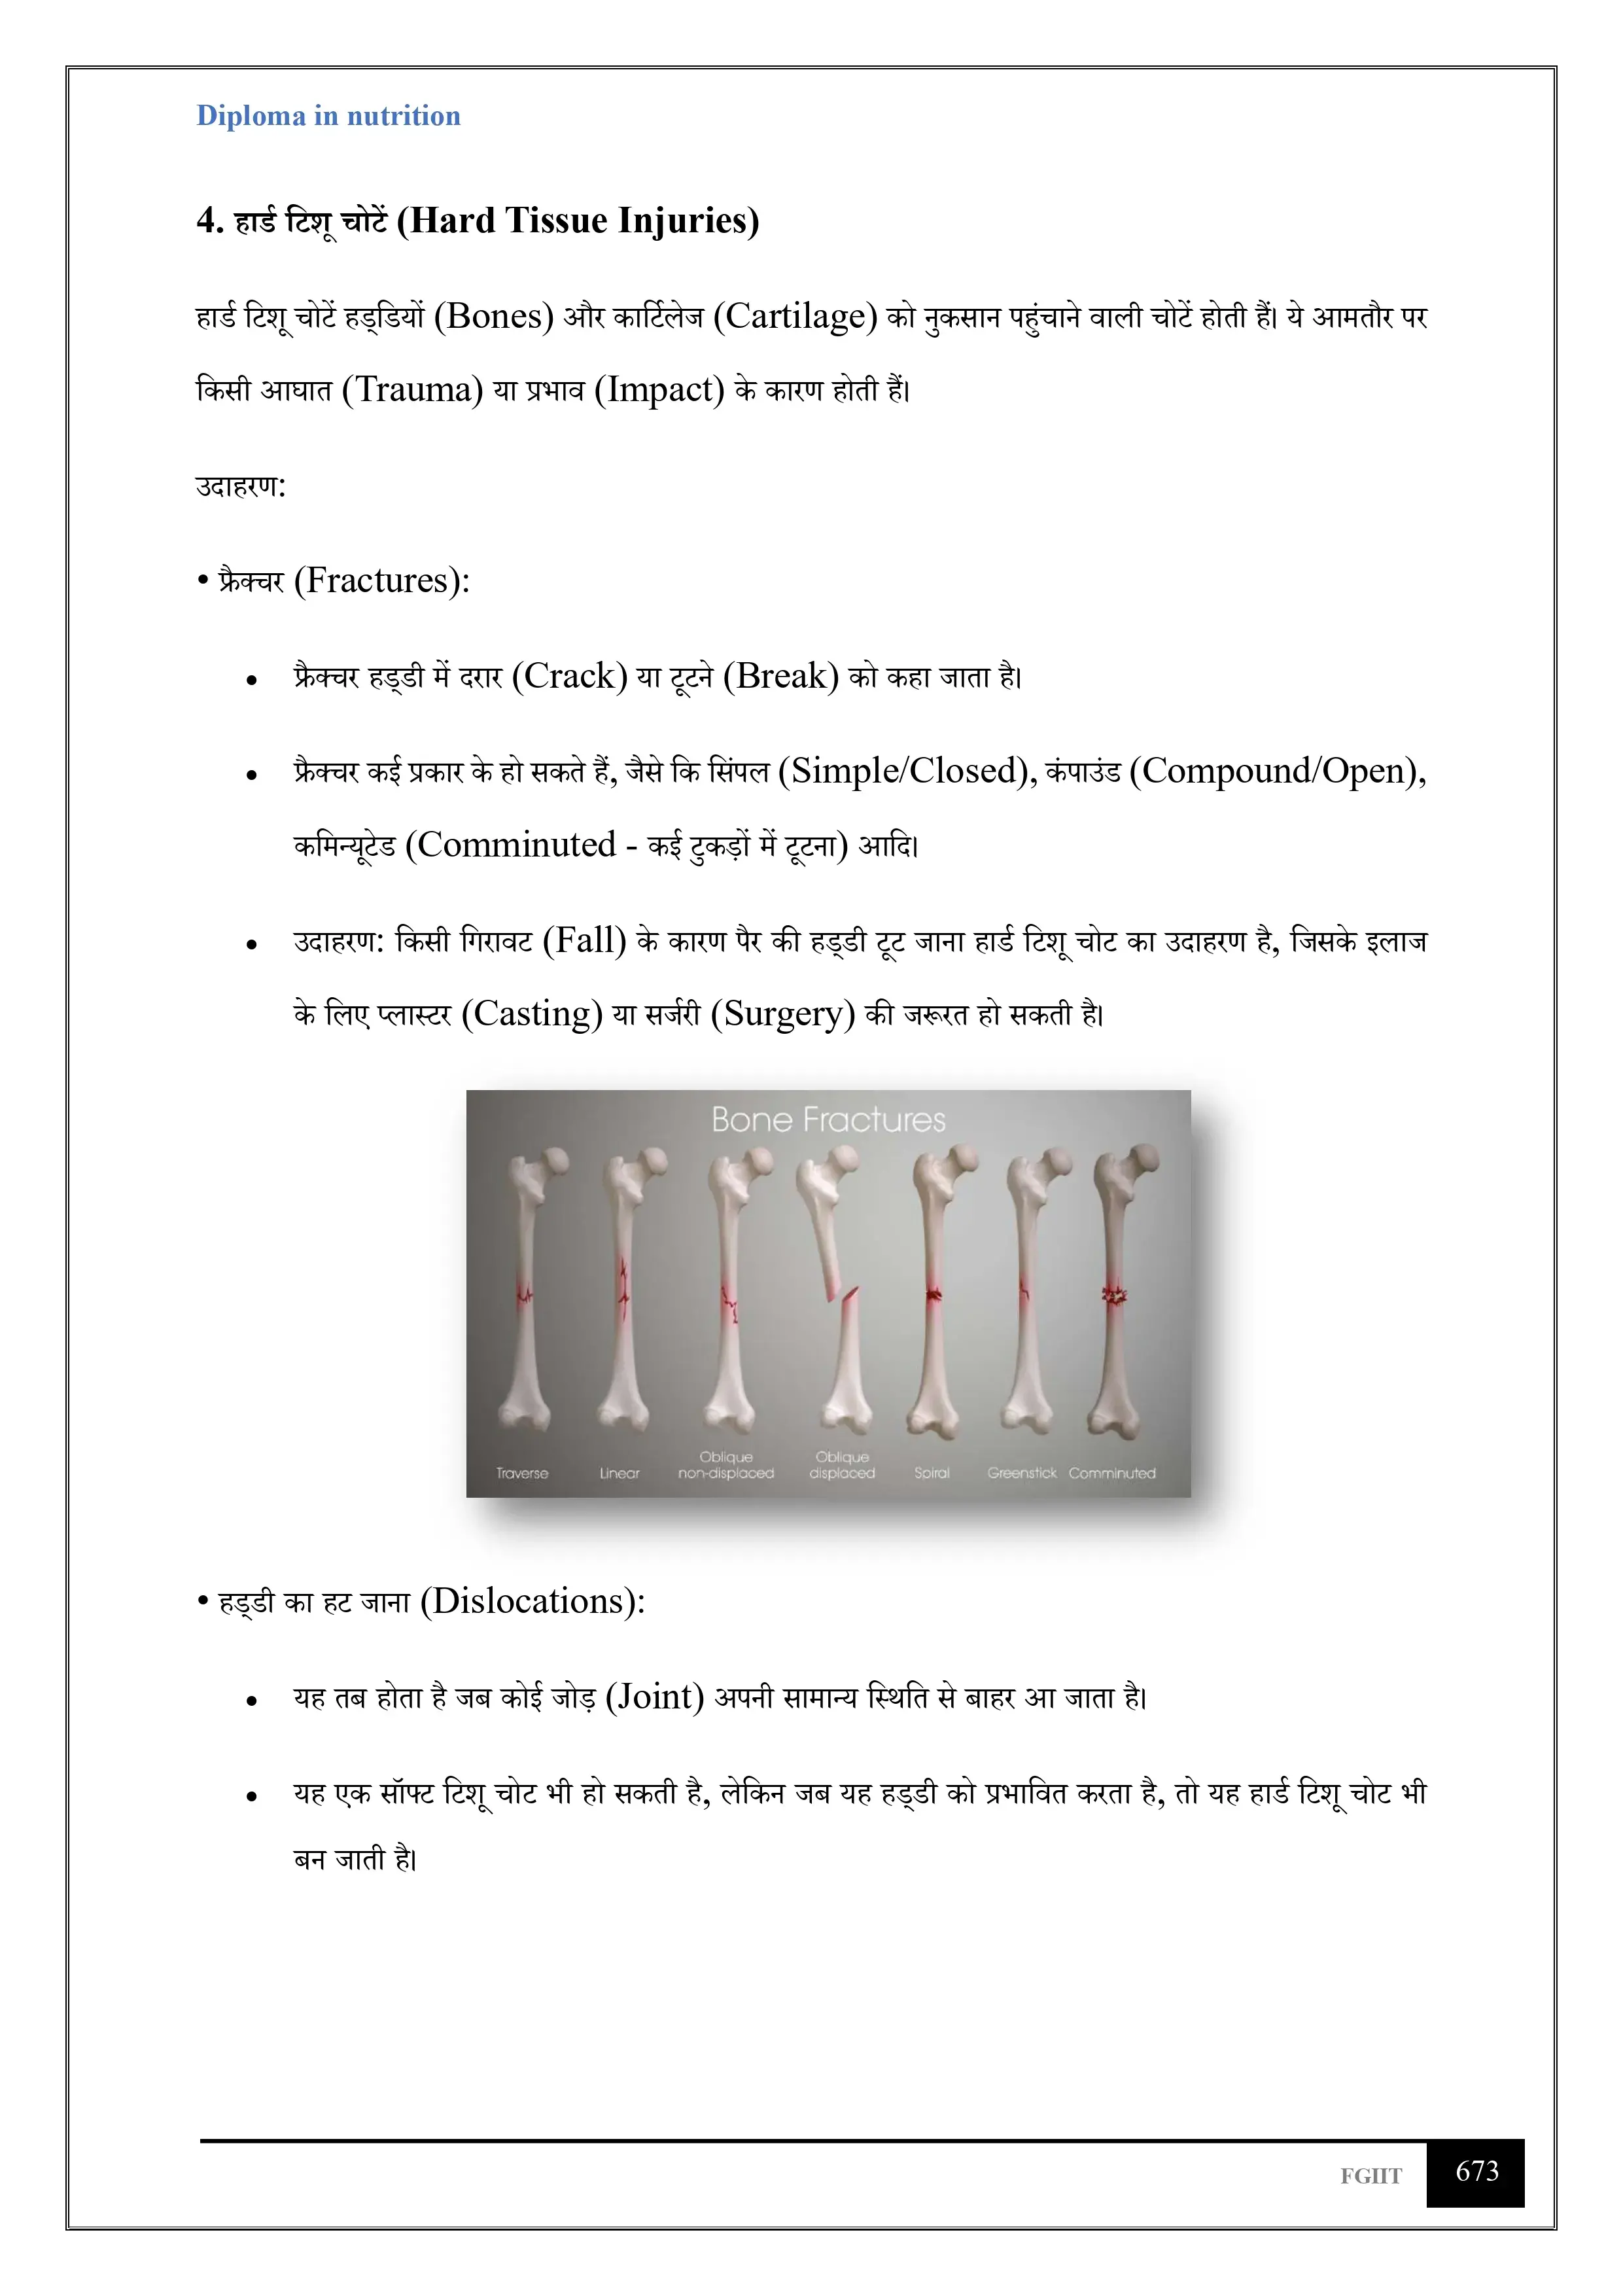 Diploma in nutrition
4. हार्ड टिशू चोटें (Hard Tissue Injuries)
हार्ड टिशू चोटें हड्डियों (Bones) और कार्टिलेज (Cartilage) को नुकसान पहुंचाने वाली चोटें होती हैं। ये आमतौर पर
किसी आघात (Trauma) या प्रभाव (Impact) के कारण होती हैं।
उदाहरण:
• फ्रैक्चर (Fractures):
• फ्रैक्चर हड्डी में दरार (Crack) या टूटने (Break) को कहा जाता है।
• फ्रैक्चर कई प्रकार के हो सकते हैं, जैसे कि सिंपल (Simple/Closed), कंपाउंड (Compound/Open),
कमिन्यूटेड (Comminuted - कई टुकड़ों में टूटना) आदि।
• उदाहरण: किसी गिरावट (Fall) के कारण पैर की हड्डी टूट जाना हार्ड टिशू चोट का उदाहरण है, जिसके इलाज
के लिए प्लास्टर (Casting) या सर्जरी (Surgery) की जरूरत हो सकती है।
Bone Fractures
Traverse Linear Oblique non-displaced Oblique displaced Spiral Greenstick Comminuted
• हड्डी का हट जाना (Dislocations):
• यह तब होता है जब कोई जोड़ (Joint) अपनी सामान्य स्थिति से बाहर आ जाता है।
• यह एक सॉफ्ट टिशू चोट भी हो सकती है, लेकिन जब यह हड्डी को प्रभावित करता है, तो यह हार्ड टिशू चोट भी
बन जाती है।
FGIIT 673